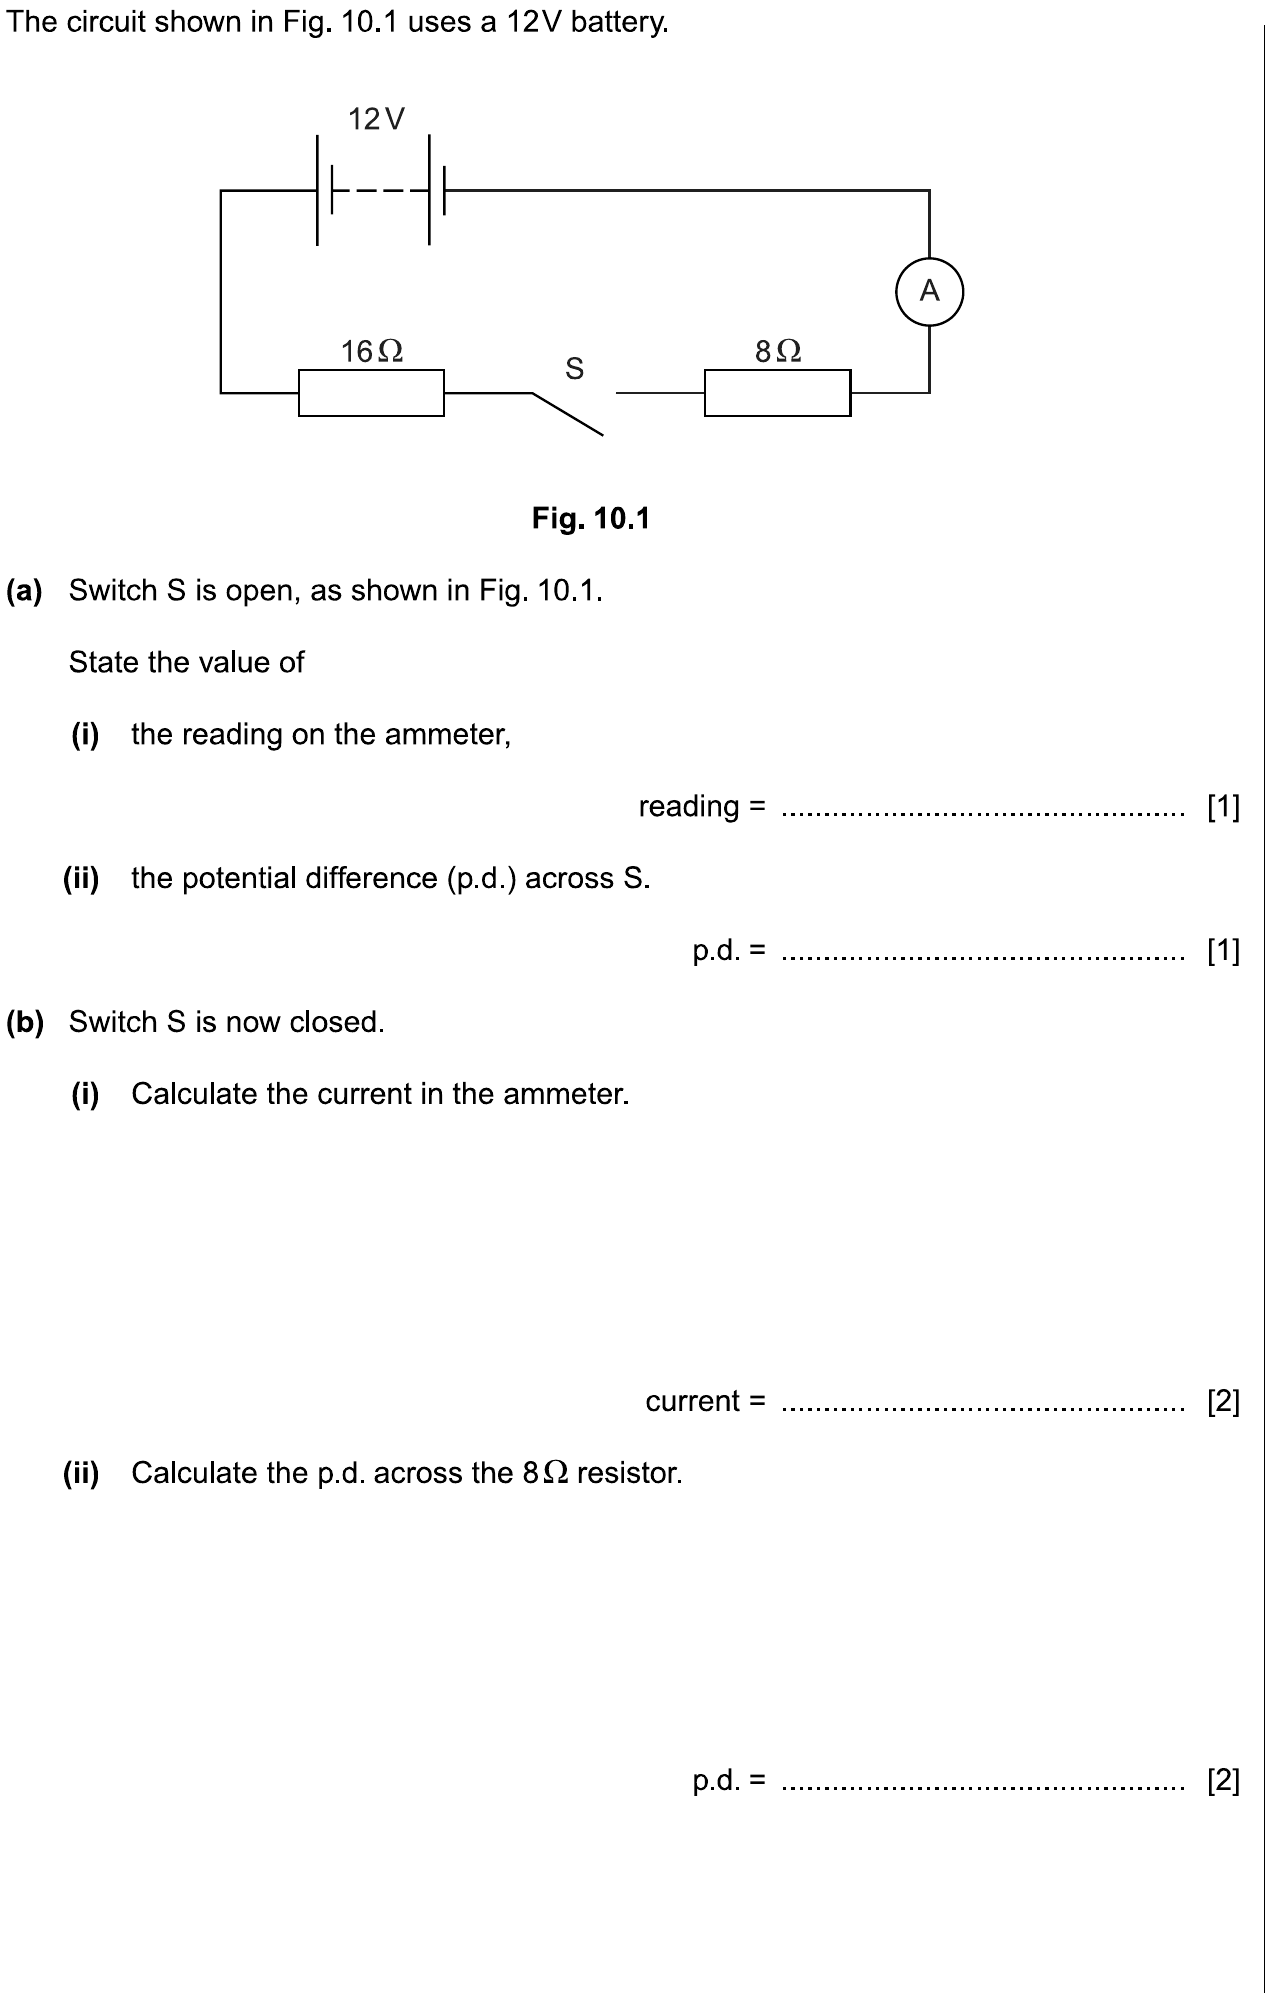 The circuit shown in Fig. 10.1 uses a 12V battery.
12V
A
16Ω
S
8Ω
Fig. 10.1
(a) Switch S is open, as shown in Fig. 10.1.
State the value of
(i) the reading on the ammeter,
reading = ................................................ [1]
(ii) the potential difference (p.d.) across S.
p.d. = ................................................ [1]
(b) Switch S is now closed.
(i) Calculate the current in the ammeter.
current = ................................................ [2]
(ii) Calculate the p.d. across the 8Ω resistor.
p.d. = ................................................ [2]